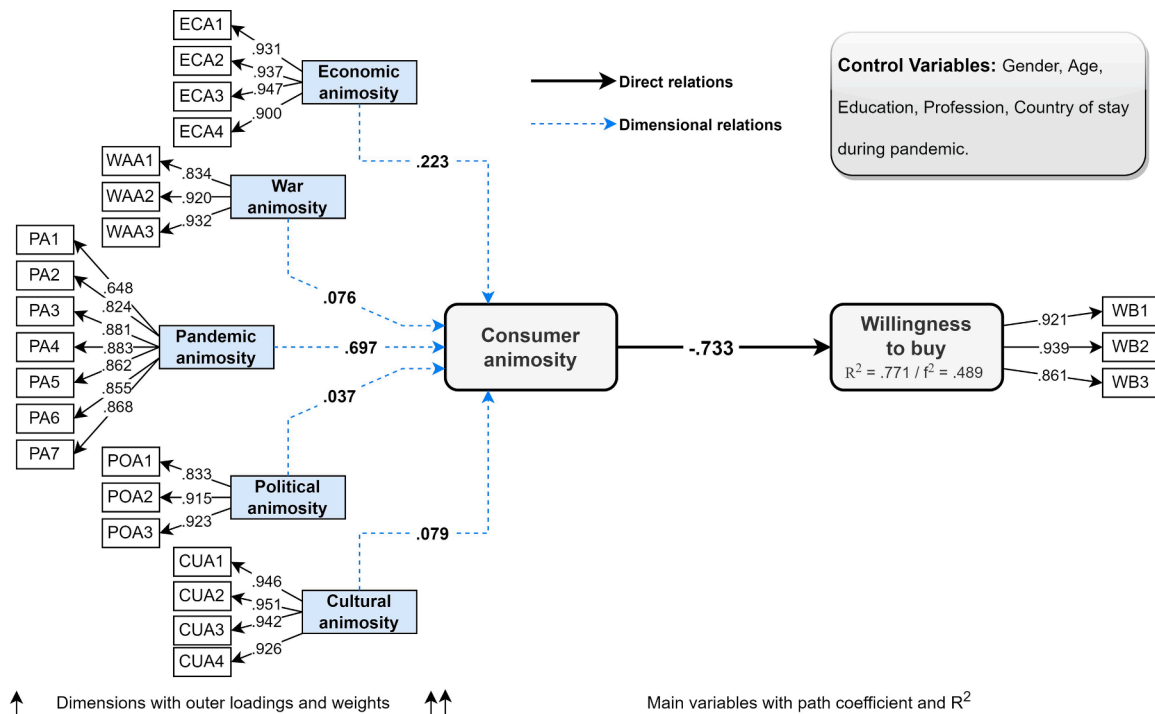 ECA1
ECA2
ECA3
ECA4
.931
.937
.947
.900
Economic
animosity
.223
Direct relations
Dimensional relations
Control Variables: Gender, Age,
Education, Profession, Country of stay
during pandemic.
WAA1
WAA2
WAA3
.834
.920
.932
War
animosity
.076
PA1
PA2
PA3
PA4
PA5
PA6
PA7
.648
.824
.881
.883
.862
.855
.868
Pandemic
animosity
.697
Consumer
animosity
-.733
Willingness
to buy
R² = .771 / f² = .489
.921
.939
.861
WB1
WB2
WB3
.037
POA1
POA2
POA3
.833
.915
.923
Political
animosity
.079
CUA1
CUA2
CUA3
CUA4
.946
.951
.942
.926
Cultural
animosity
Dimensions with outer loadings and weights
Main variables with path coefficient and R²